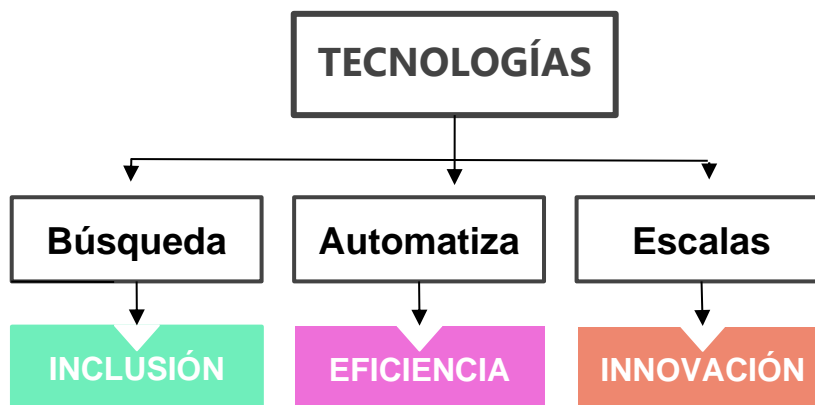 TECNOLOGÍAS
Búsqueda
Automatiza
Escalas
INCLUSIÓN
EFICIENCIA
INNOVACIÓN